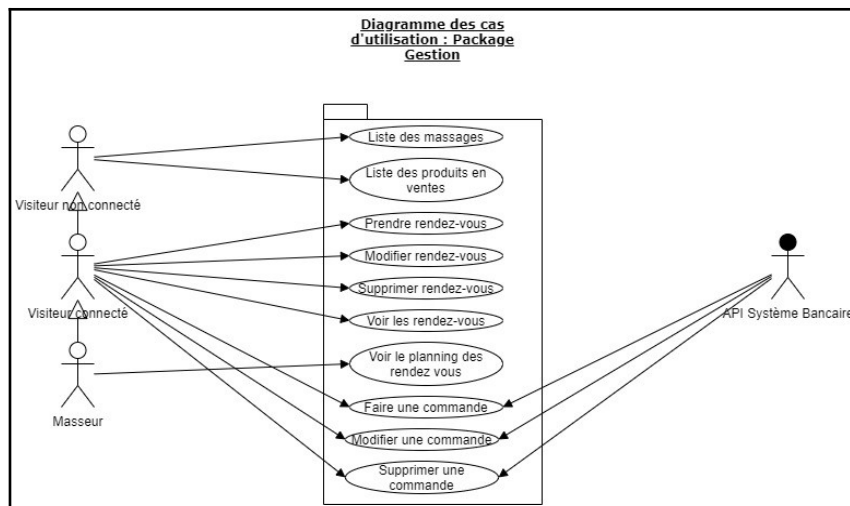 Diagramme des cas
d'utilisation : Package
Gestion
Liste des massages
Liste des produits en
ventes
Visiteur non connecté
Prendre rendez-vous
Modifier rendez-vous
Supprimer rendez-vous
Visiteur connecté
Voir les rendez-vous
API Système Bancaire
Voir le planning des
rendez vous
Masseur
Faire une commande
Modifier une commande
Supprimer une
commande